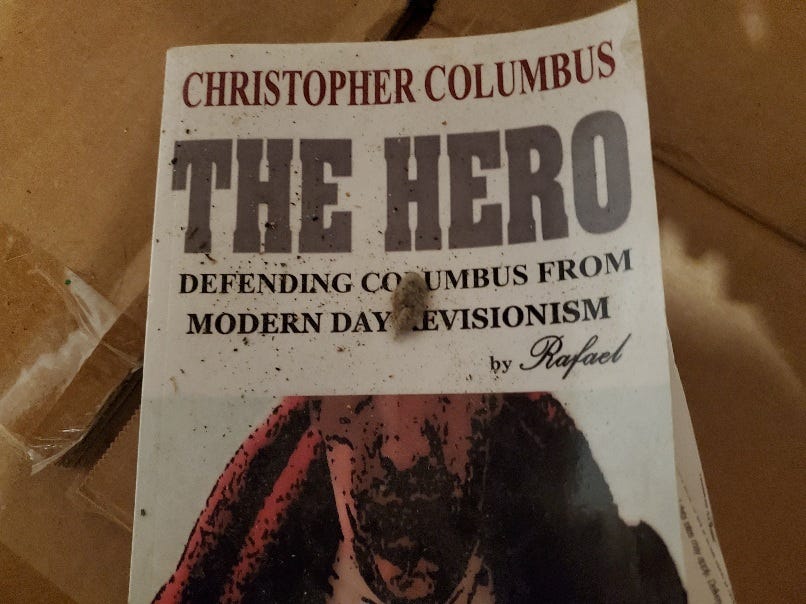 CHRISTOPHER COLUMBUS
THE HERO
DEFENDING COLUMBUS FROM
MODERN DAY REVISIONISM
by Rafael